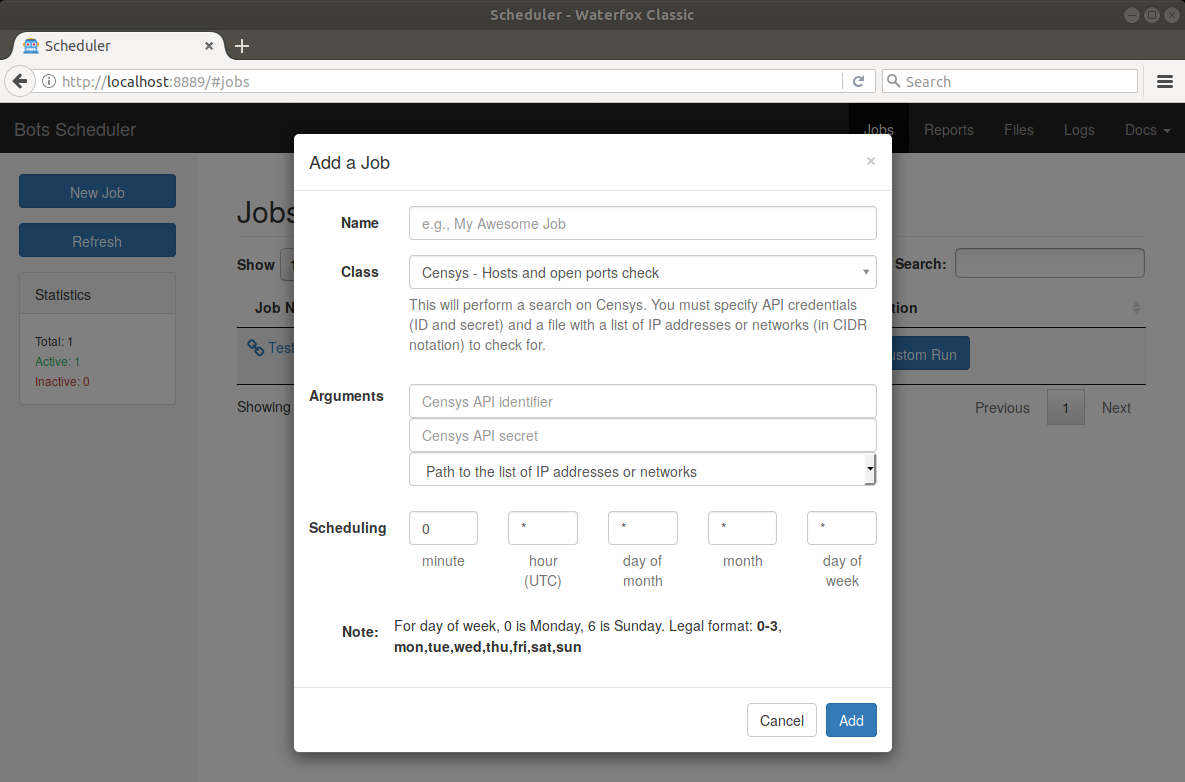 Scheduler - Waterfox Classic
Scheduler
http://localhost:8889/#jobs
Search
Bots Scheduler
Jobs
Reports
Files
Logs
Docs
New Job
Refresh
Statistics
Total: 1
Active: 1
Inactive: 0
Jobs
Show
Search:
Job N
Test
Showing
Previous
1
Next
Add a Job
×
Name
e.g., My Awesome Job
Class
Censys - Hosts and open ports check
This will perform a search on Censys. You must specify API credentials
(ID and secret) and a file with a list of IP addresses or networks (in CIDR
notation) to check for.
Arguments
Censys API identifier
Censys API secret
Path to the list of IP addresses or networks
Scheduling
0 * * * *
minute hour day of month day of
(UTC) month week
Note:
For day of week, 0 is Monday, 6 is Sunday. Legal format: 0-3,
mon,tue,wed,thu,fri,sat,sun
Cancel
Add